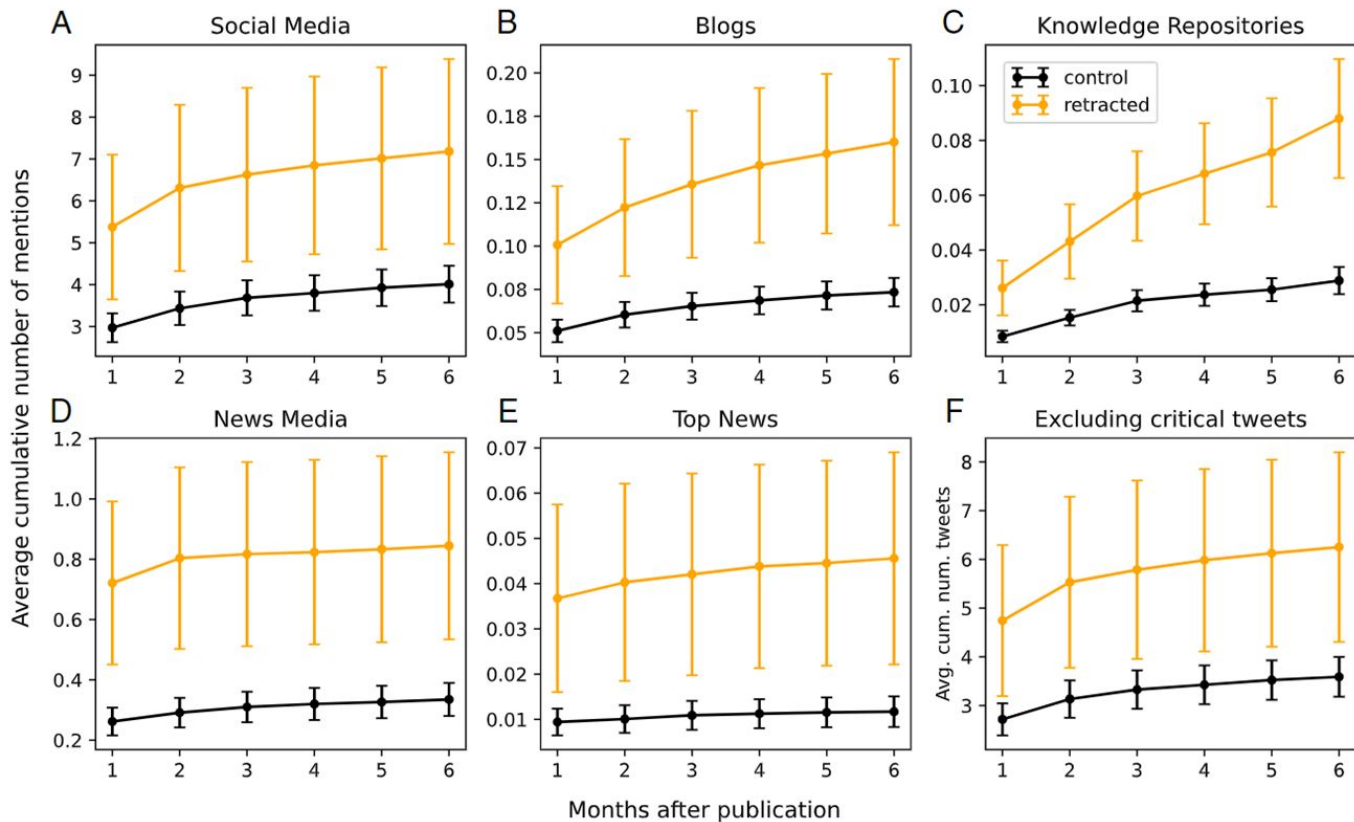 A Social Media
B Blogs
C Knowledge Repositories
Average cumulative number of mentions
9
8
7
6
5
4
3
1 2 3 4 5 6
0.20
0.18
0.15
0.12
0.10
0.08
0.05
1 2 3 4 5 6
control
retracted
0.10
0.08
0.06
0.04
0.02
1 2 3 4 5 6
D News Media
E Top News
F Excluding critical tweets
1.2
1.0
0.8
0.6
0.4
0.2
1 2 3 4 5 6
0.07
0.06
0.05
0.04
0.03
0.02
0.01
1 2 3 4 5 6
Avg. cum. num. tweets
8
7
6
5
4
3
1 2 3 4 5 6
Months after publication